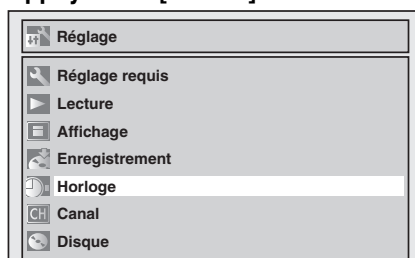 Réglage
Réglage requis
Lecture
Affichage
Enregistrement
Horloge
CH Canal
Disque